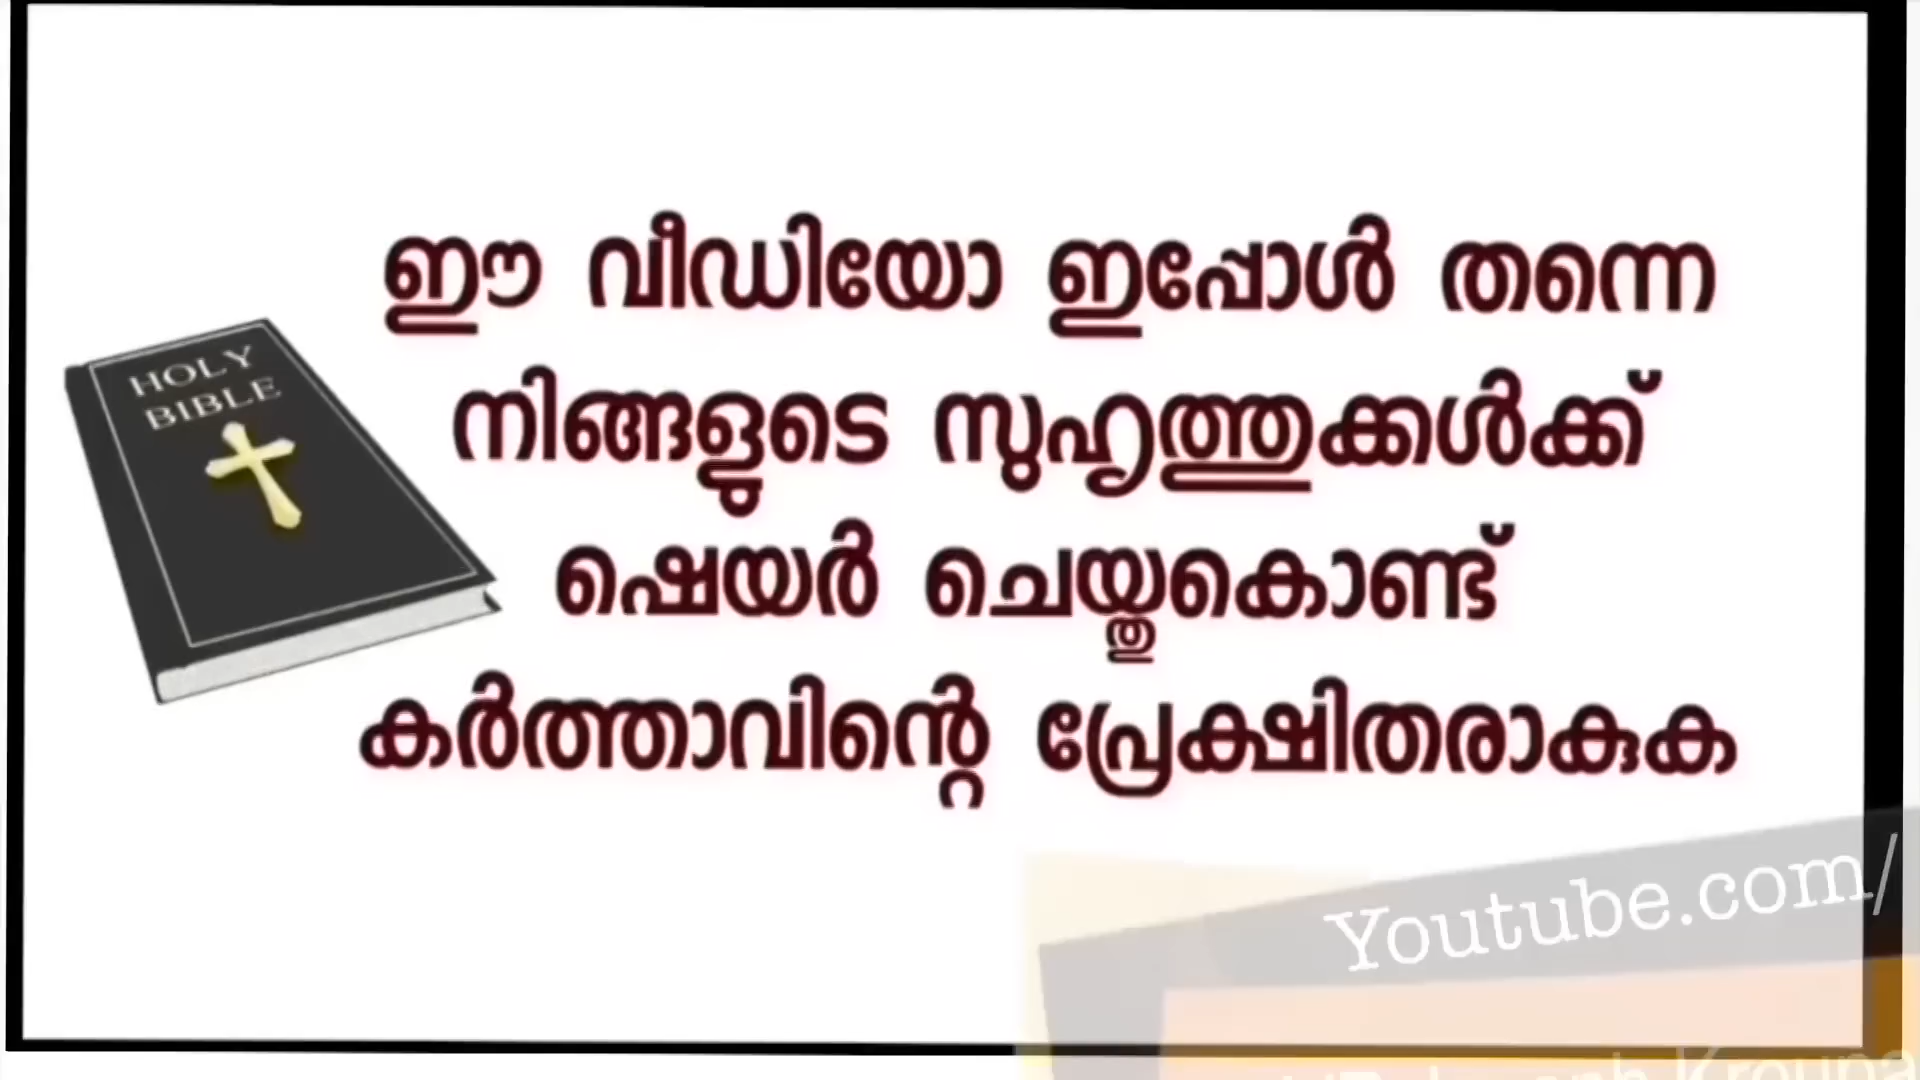 ഈ വീഡിയോ ഇപ്പോൾ തന്നെ
നിങ്ങളുടെ സുഹൃത്തുക്കൾക്ക്
ഷെയർ ചെയ്തുകൊണ്ട്
കർത്താവിന്റെ പ്രേക്ഷിതരാകുക
HOLY
BIBLE
Youtube.com/